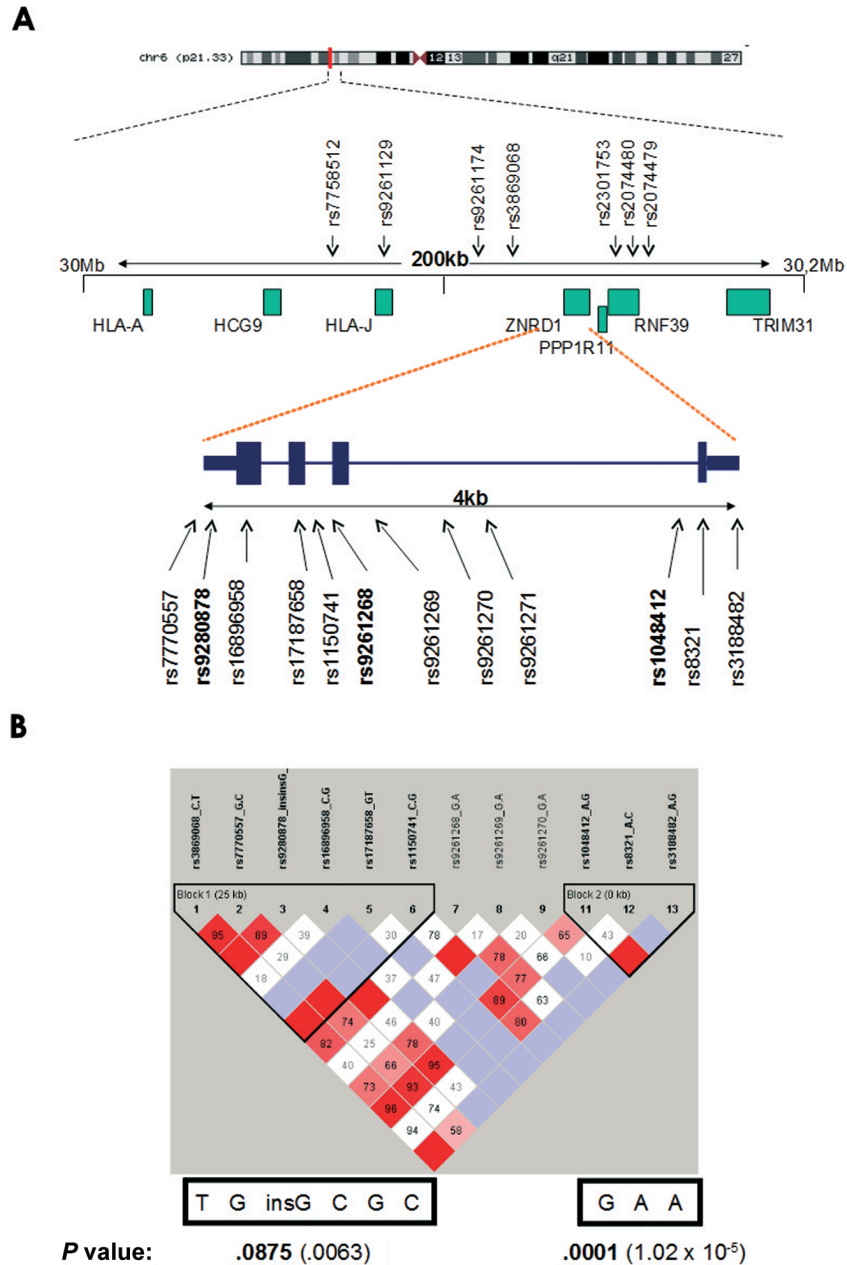 A
chr6 (p21.33)
12 13 q21 27
rs7758512 rs9261129 rs9261174 rs3869068 rs2301753 rs2074480 rs2074479
30Mb 200kb 30,2Mb
HLA-A HCG9 HLA-J ZNRD1 PPP1R11 RNF39 TRIM31
4kb
rs7770557 rs9280878 rs16896958 rs17187658 rs1150741 rs9261268 rs9261269 rs9261270 rs9261271 rs1048412 rs8321 rs3188482
B
rs3869068_C.T rs7770557_G.C rs9280878_insinsG_ rs16896958_C.G rs17187658_GT rs1150741_C.G rs9261268_G.A rs9261269_G.A rs9261270_G.A rs1048412_A.G rs8321_A.C rs3188482_A.G
Block 1 (25 kb) Block 2 (0 kb)
1 2 3 4 5 6 7 8 9 11 12 13
95 89 39 30 78 17 20 65 43
29 78 66 10
18 37 47 77
89 63
74 46 40 80
82 25 78
40 66 95
73 93 43
96 74
94 58
T G insG C G C G A A
P value: .0875 (.0063) .0001 (1.02 x 10-5)